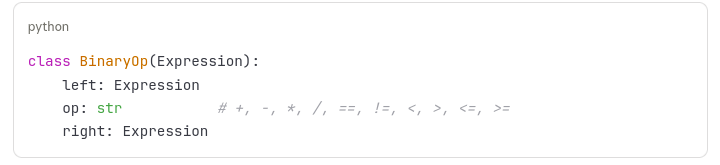 python
class BinaryOp(Expression):
    left: Expression
    op: str           # +, -, *, /, ==, !=, <, >, <=, >=
    right: Expression